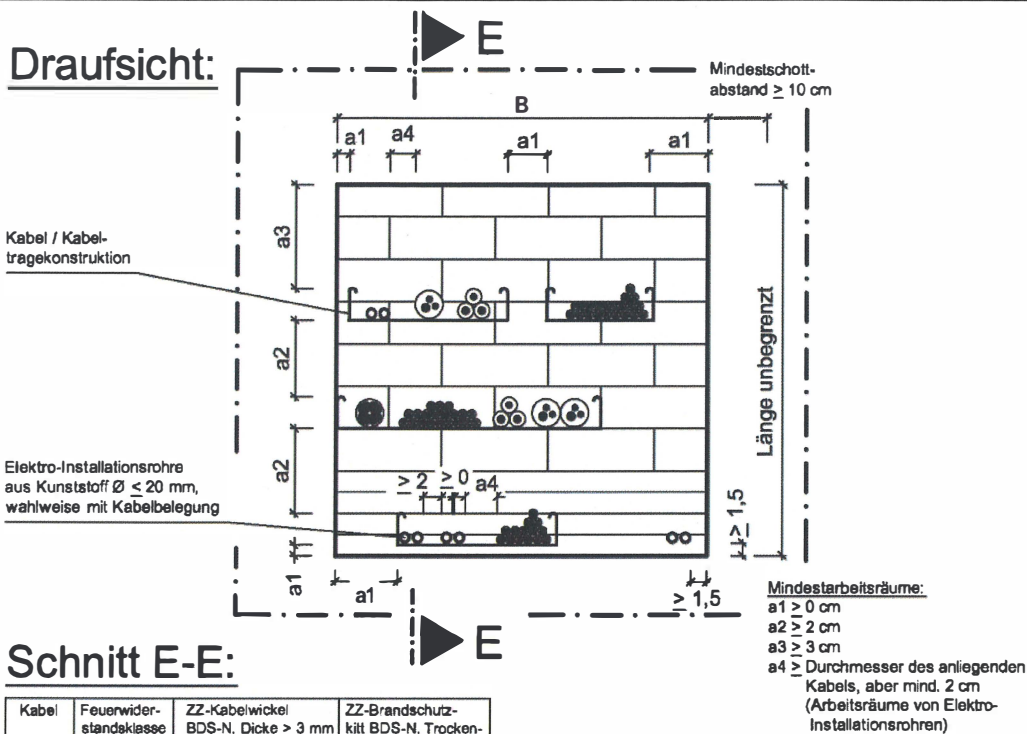 Draufsicht:
E
Mindestschott-
abstand ≥ 10 cm
B
a1
a4
a1
a1
a3
Kabel / Kabel-
tragekonstruktion
a2
Länge unbegrenzt
Elektro-Installationsrohre
aus Kunststoff Ø ≤ 20 mm,
wahlweise mit Kabelbelegung
a2
≥ 2
≥ 0
a4
≥ 1,5
a1
a1
≥ 1,5
Mindestarbeitsräume:
a1 ≥ 0 cm
a2 ≥ 2 cm
a3 ≥ 3 cm
a4 ≥ Durchmesser des anliegenden
Kabels, aber mind. 2 cm
(Arbeitsräume von Elektro-
Installationsrohren)
E
Schnitt E-E:
Kabel
Feuerwider-
standsklasse
ZZ-Kabelwickel
BDS-N, Dicke > 3 mm
ZZ-Brandschutz-
kitt BDS-N, Trocken-